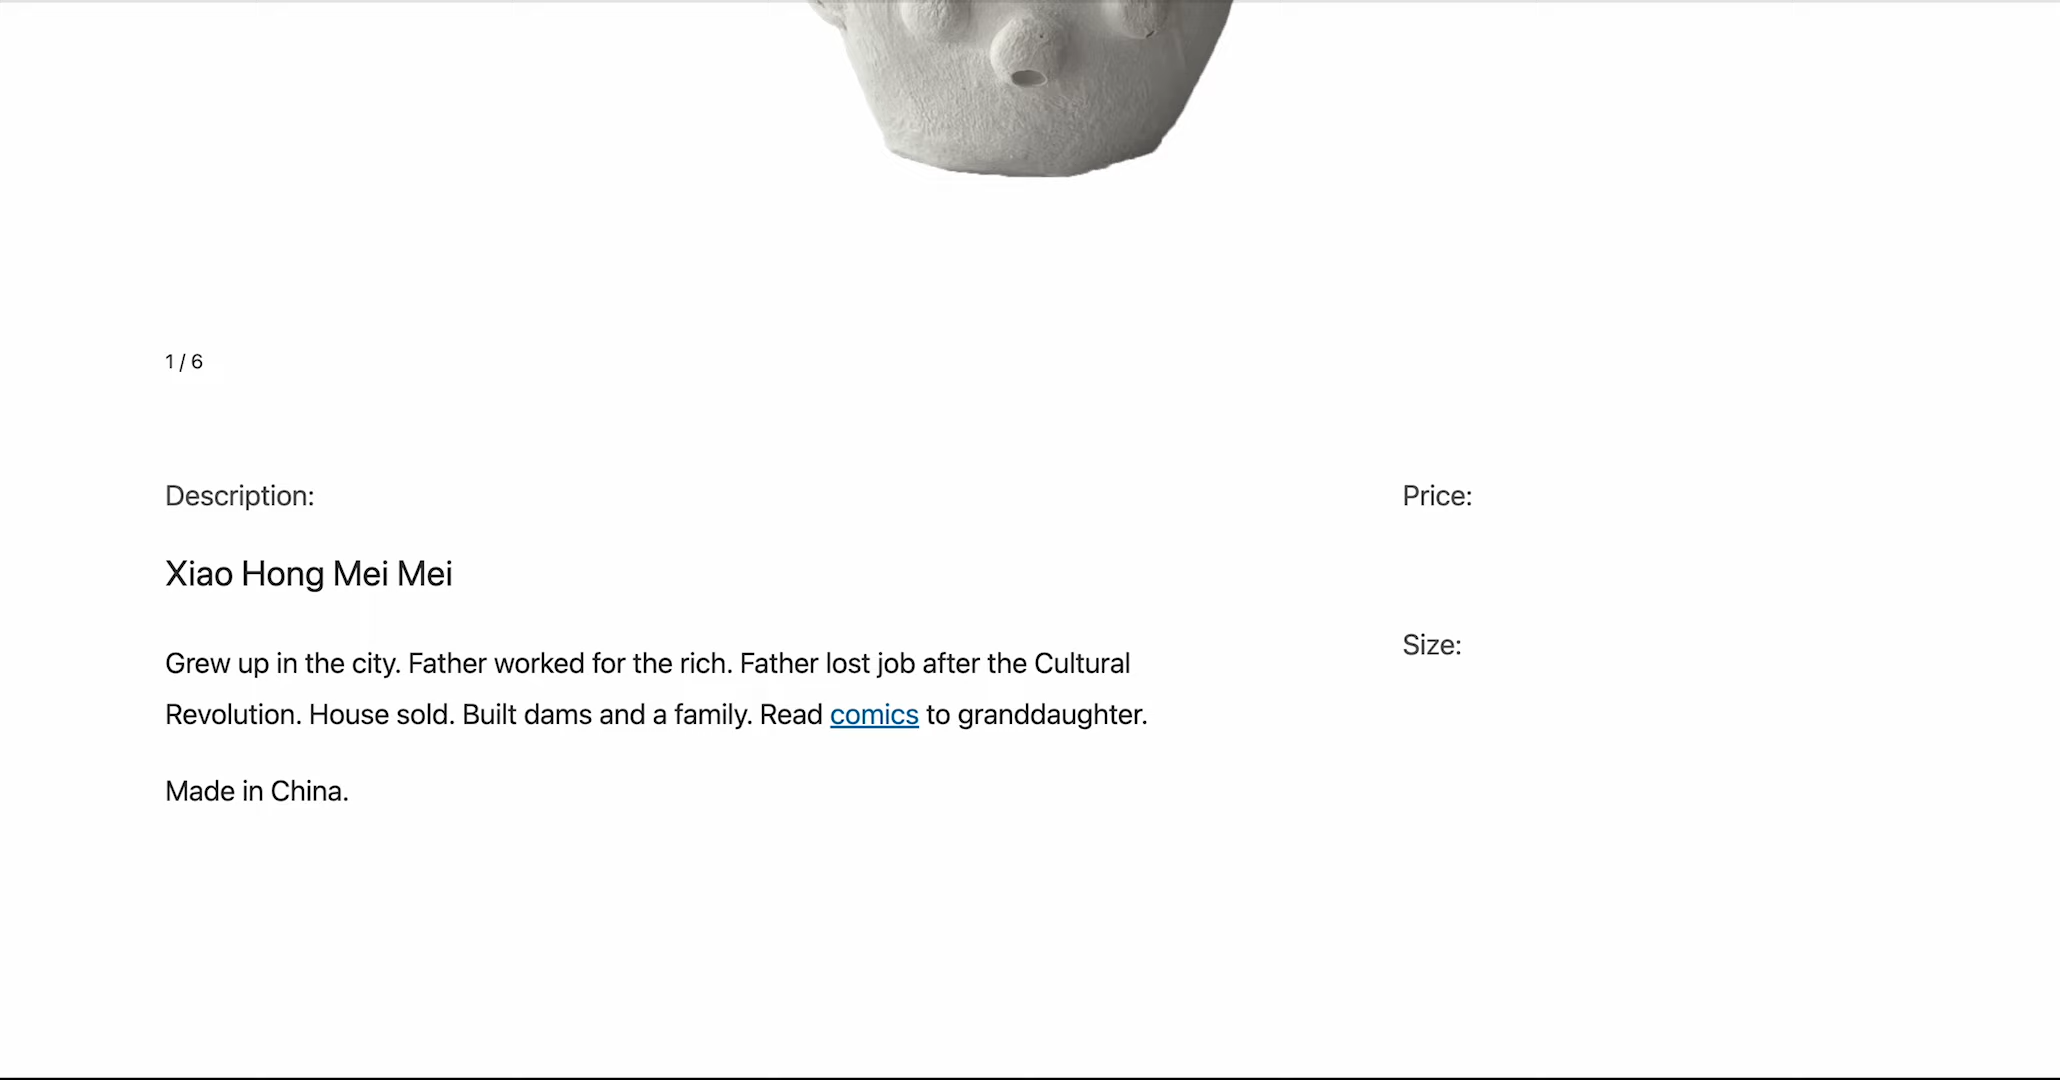 1 / 6
Description:
Xiao Hong Mei Mei
Grew up in the city. Father worked for the rich. Father lost job after the Cultural
Revolution. House sold. Built dams and a family. Read comics to granddaughter.
Made in China.
Price:
Size: